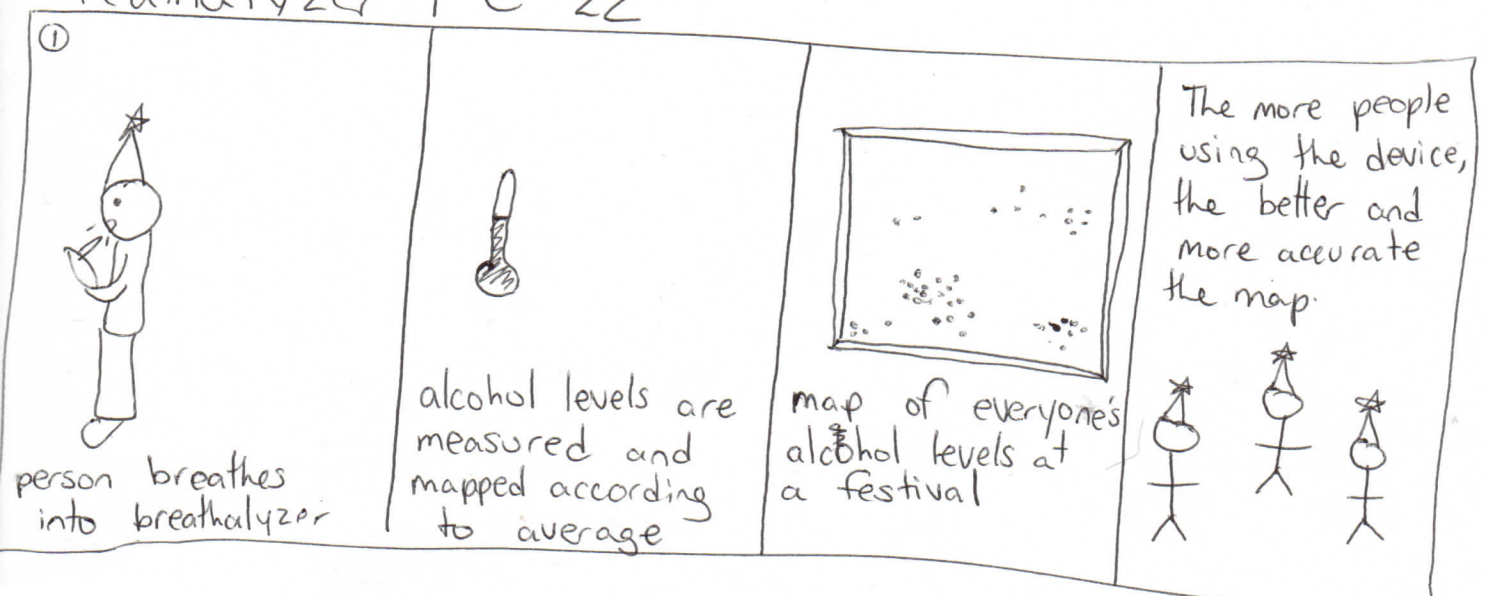 ①
person breathes
into breathalyzer
alcohol levels are
measured and
mapped according
to average
map of everyone's
alcohol levels at
a festival
The more people
using the device,
the better and
more accurate
the map.